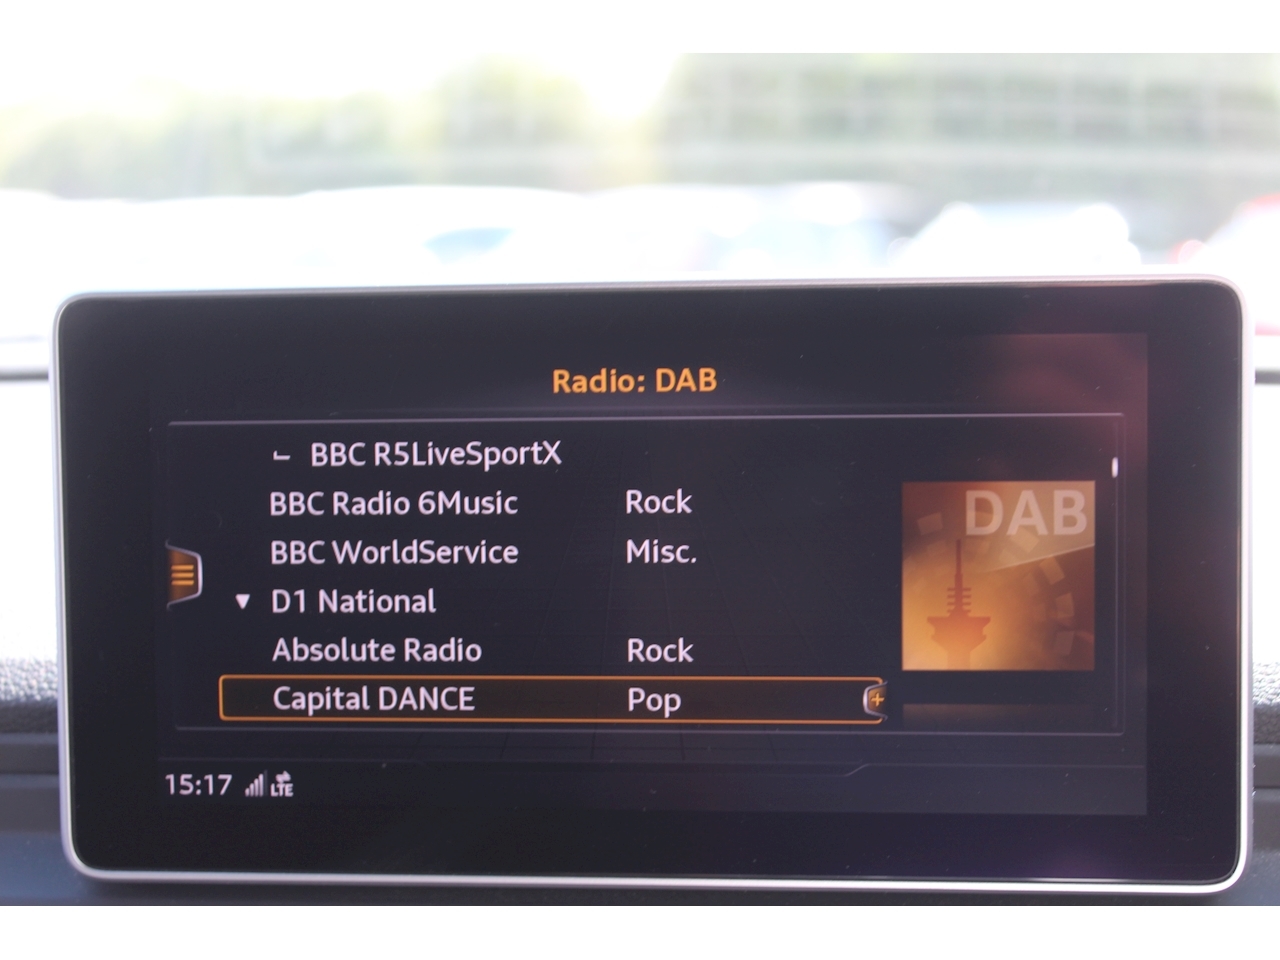 Radio: DAB
BBC R5LiveSportX
BBC Radio 6Music Rock
BBC WorldService Misc.
D1 National
Absolute Radio Rock
Capital DANCE Pop
DAB
15:17 LTE